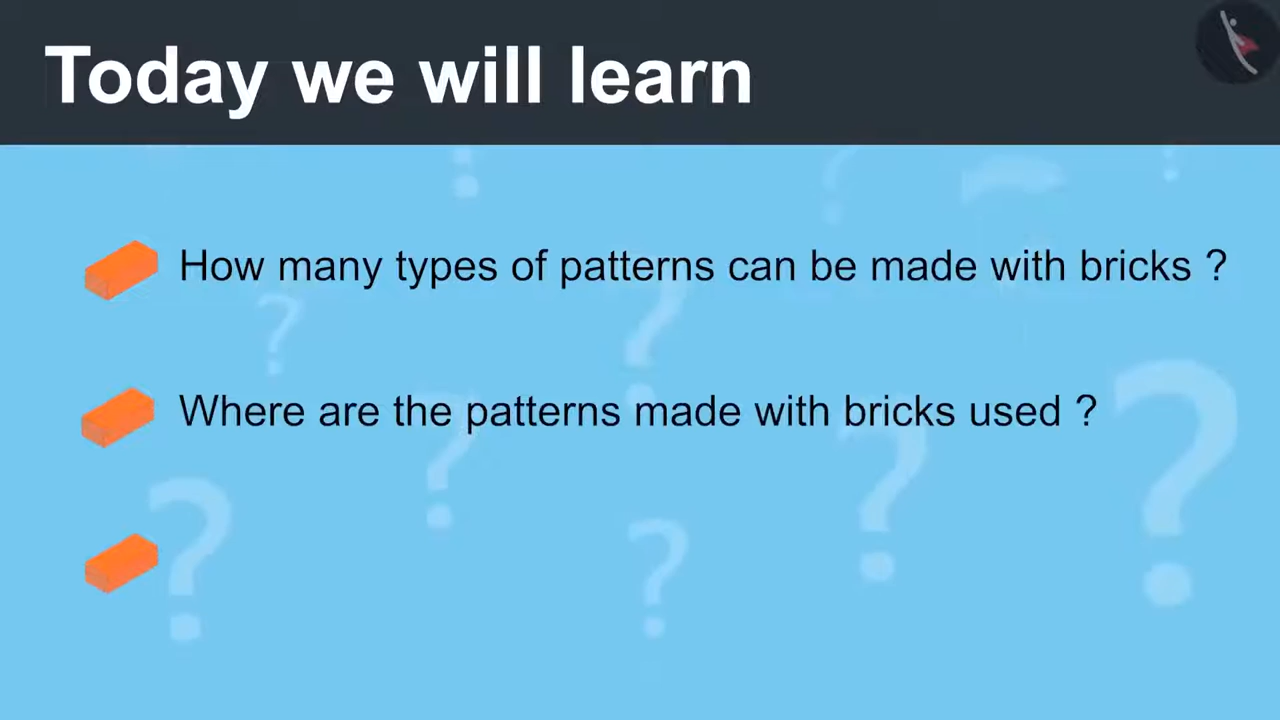 Today we will learn
How many types of patterns can be made with bricks ?
Where are the patterns made with bricks used ?